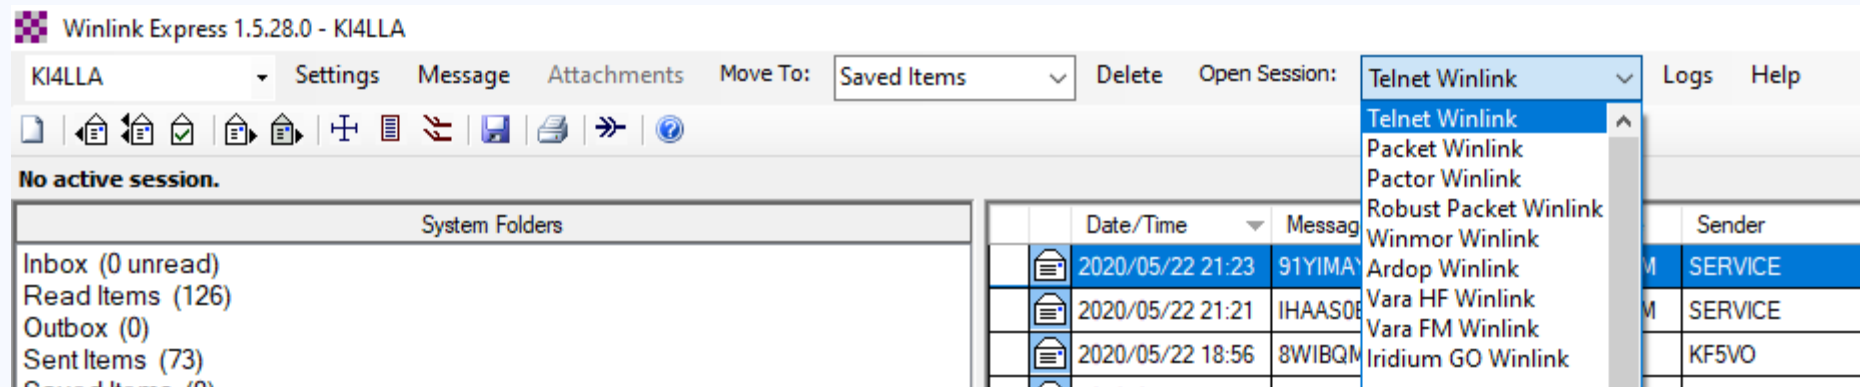 Winlink Express 1.5.28.0 - KI4LLA
KI4LLA Settings Message Attachments Move To: Saved Items Delete Open Session: Telnet Winlink Logs Help
Telnet Winlink
Packet Winlink
Pactor Winlink
Robust Packet Winlink
Winmor Winlink
Ardop Winlink
Vara HF Winlink
Vara FM Winlink
Iridium GO Winlink
No active session.
System Folders
Inbox (0 unread)
Read Items (126)
Outbox (0)
Sent Items (73)
Date/Time Messag Sender
2020/05/22 21:23 91YIMA M SERVICE
2020/05/22 21:21 IHAAS0 M SERVICE
2020/05/22 18:56 8WIBQM KF5VO